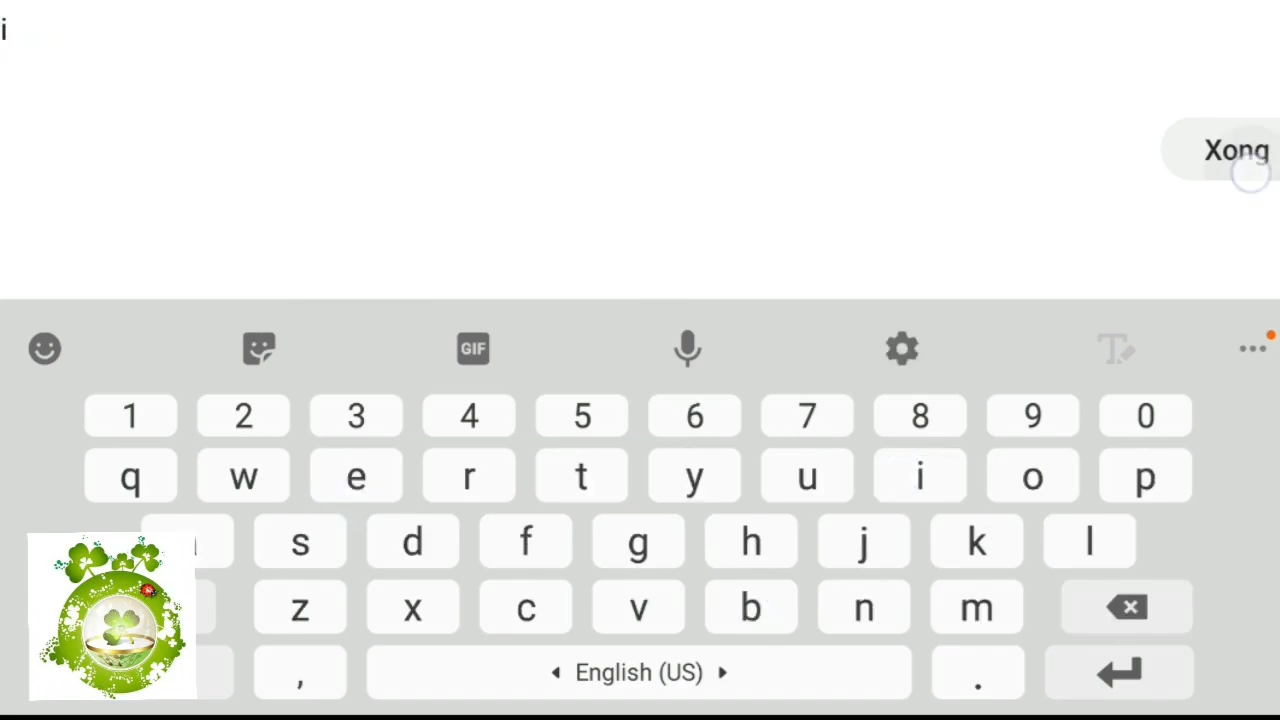 i
Xong
GIF
1 2 3 4 5 6 7 8 9 0
q w e r t y u i o p
s d f g h j k l
z x c v b n m
, English (US) .